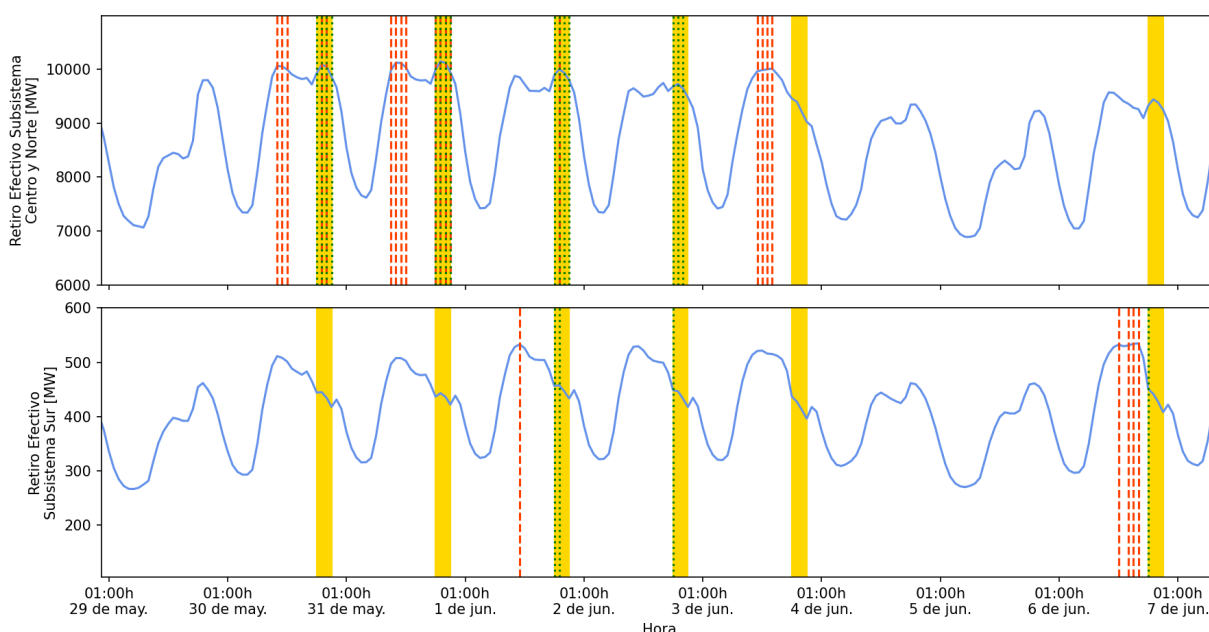 Retiro Efectivo Subsistema
Centro y Norte [MW]
10000
9000
8000
7000
6000
Retiro Efectivo
Subsistema Sur [MW]
600
500
400
300
200
01:00h
29 de may.
01:00h
30 de may.
01:00h
31 de may.
01:00h
1 de jun.
01:00h
2 de jun.
01:00h
3 de jun.
01:00h
4 de jun.
01:00h
5 de jun.
01:00h
6 de jun.
01:00h
7 de jun.
Hora